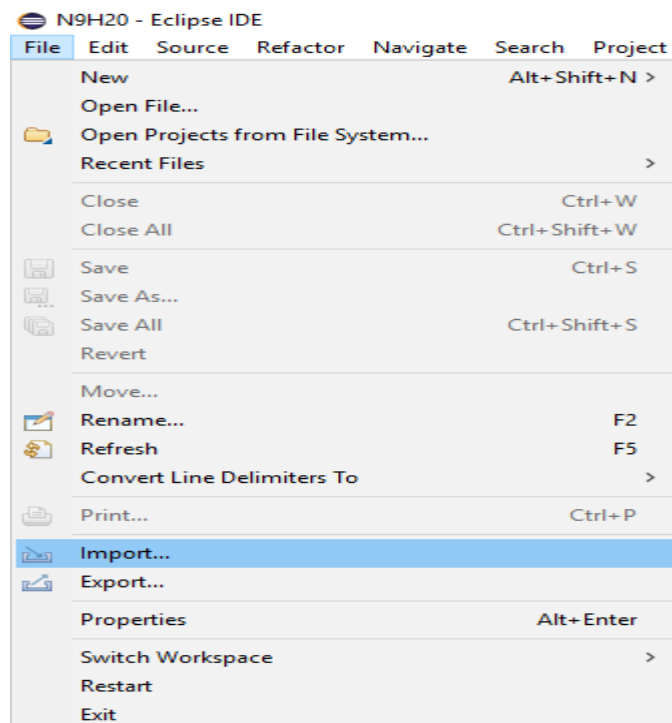 N9H20 - Eclipse IDE
File Edit Source Refactor Navigate Search Project
New Alt+Shift+N >
Open File...
Open Projects from File System...
Recent Files >
Close Ctrl+W
Close All Ctrl+Shift+W
Save Ctrl+S
Save As...
Save All Ctrl+Shift+S
Revert
Move...
Rename... F2
Refresh F5
Convert Line Delimiters To >
Print... Ctrl+P
Import...
Export...
Properties Alt+Enter
Switch Workspace >
Restart
Exit